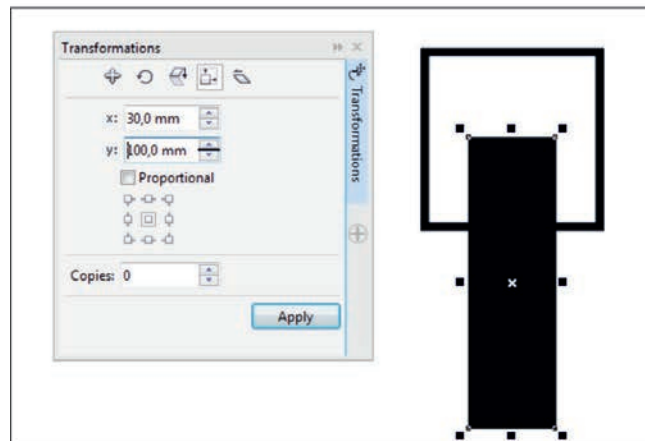 Transformations
x: 30,0 mm
y: 100,0 mm
Proportional
Copies: 0
Apply
Transformations